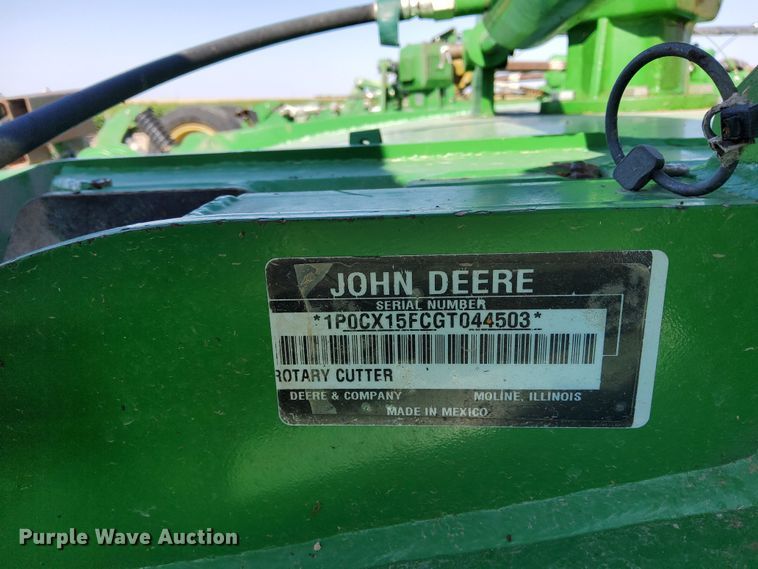 JOHN DEERE
SERIAL NUMBER
*1P0CX15FCGT044503*
ROTARY CUTTER
DEERE & COMPANY MOLINE, ILLINOIS
MADE IN MEXICO
Purple Wave Auction